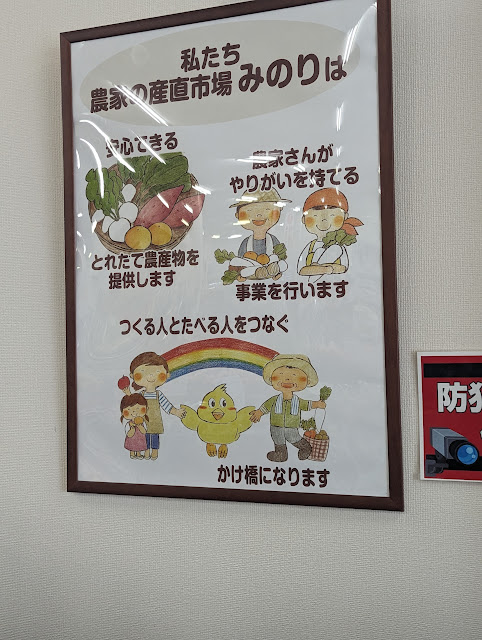 私たち
農家の産直市場 みのりは
安心できる
とれたて農産物を
提供します
農家さんが
やりがいを持てる
事業を行います
つくる人とたべる人をつなぐ
かけ橋になります
防犯